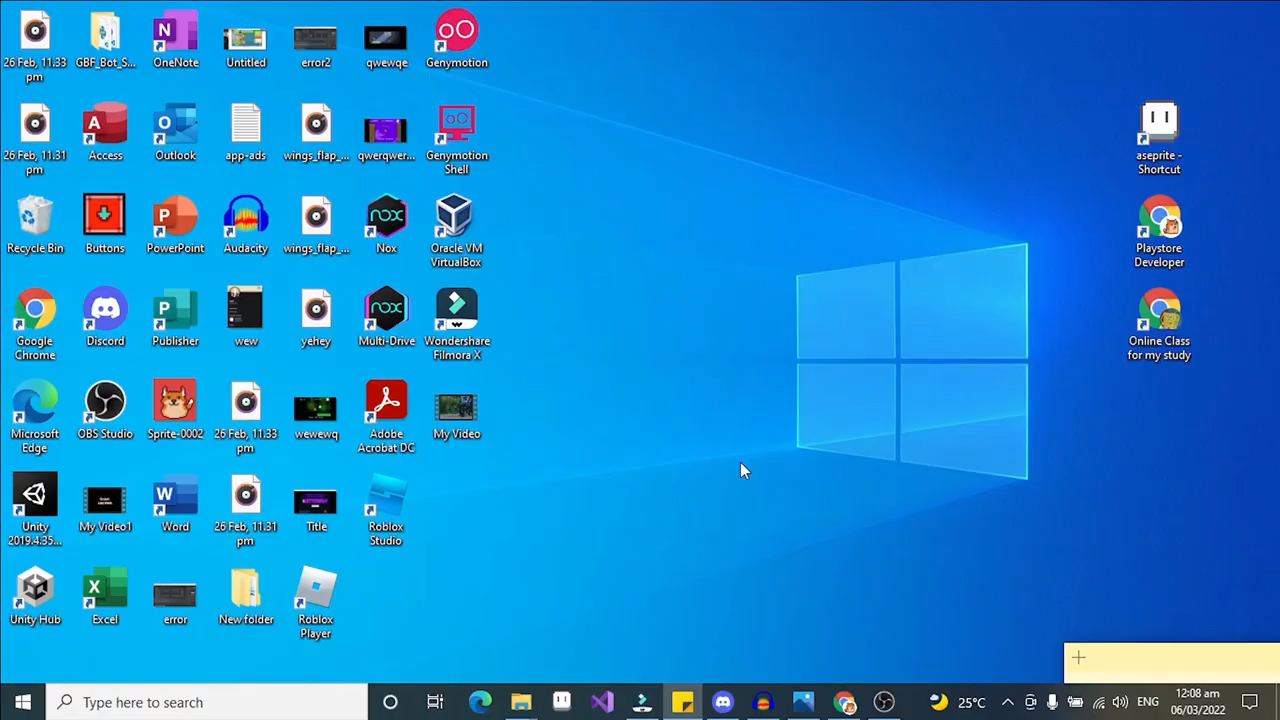 26 Feb, 11.33 pm
GBF_Bot_S...
OneNote
Untitled
error2
qwewqe
Genymotion
26 Feb, 11.31 pm
Access
Outlook
app-ads
wings_flap_...
qwerqwer...
Genymotion Shell
aseprite - Shortcut
Recycle Bin
Buttons
PowerPoint
Audacity
wings_flap_...
Nox
Oracle VM VirtualBox
Playstore Developer
Google Chrome
Discord
Publisher
wew
yehey
Multi-Drive
Wondershare Filmora X
Online Class for my study
Microsoft Edge
OBS Studio
Sprite-0002
26 Feb, 11.33 pm
wewewq
Adobe Acrobat DC
My Video
Unity 2019.4.35...
My Video1
Word
26 Feb, 11.31 pm
Title
Roblox Studio
Unity Hub
Excel
error
New folder
Roblox Player
Type here to search
25°C
ENG
12:08 am
06/03/2022